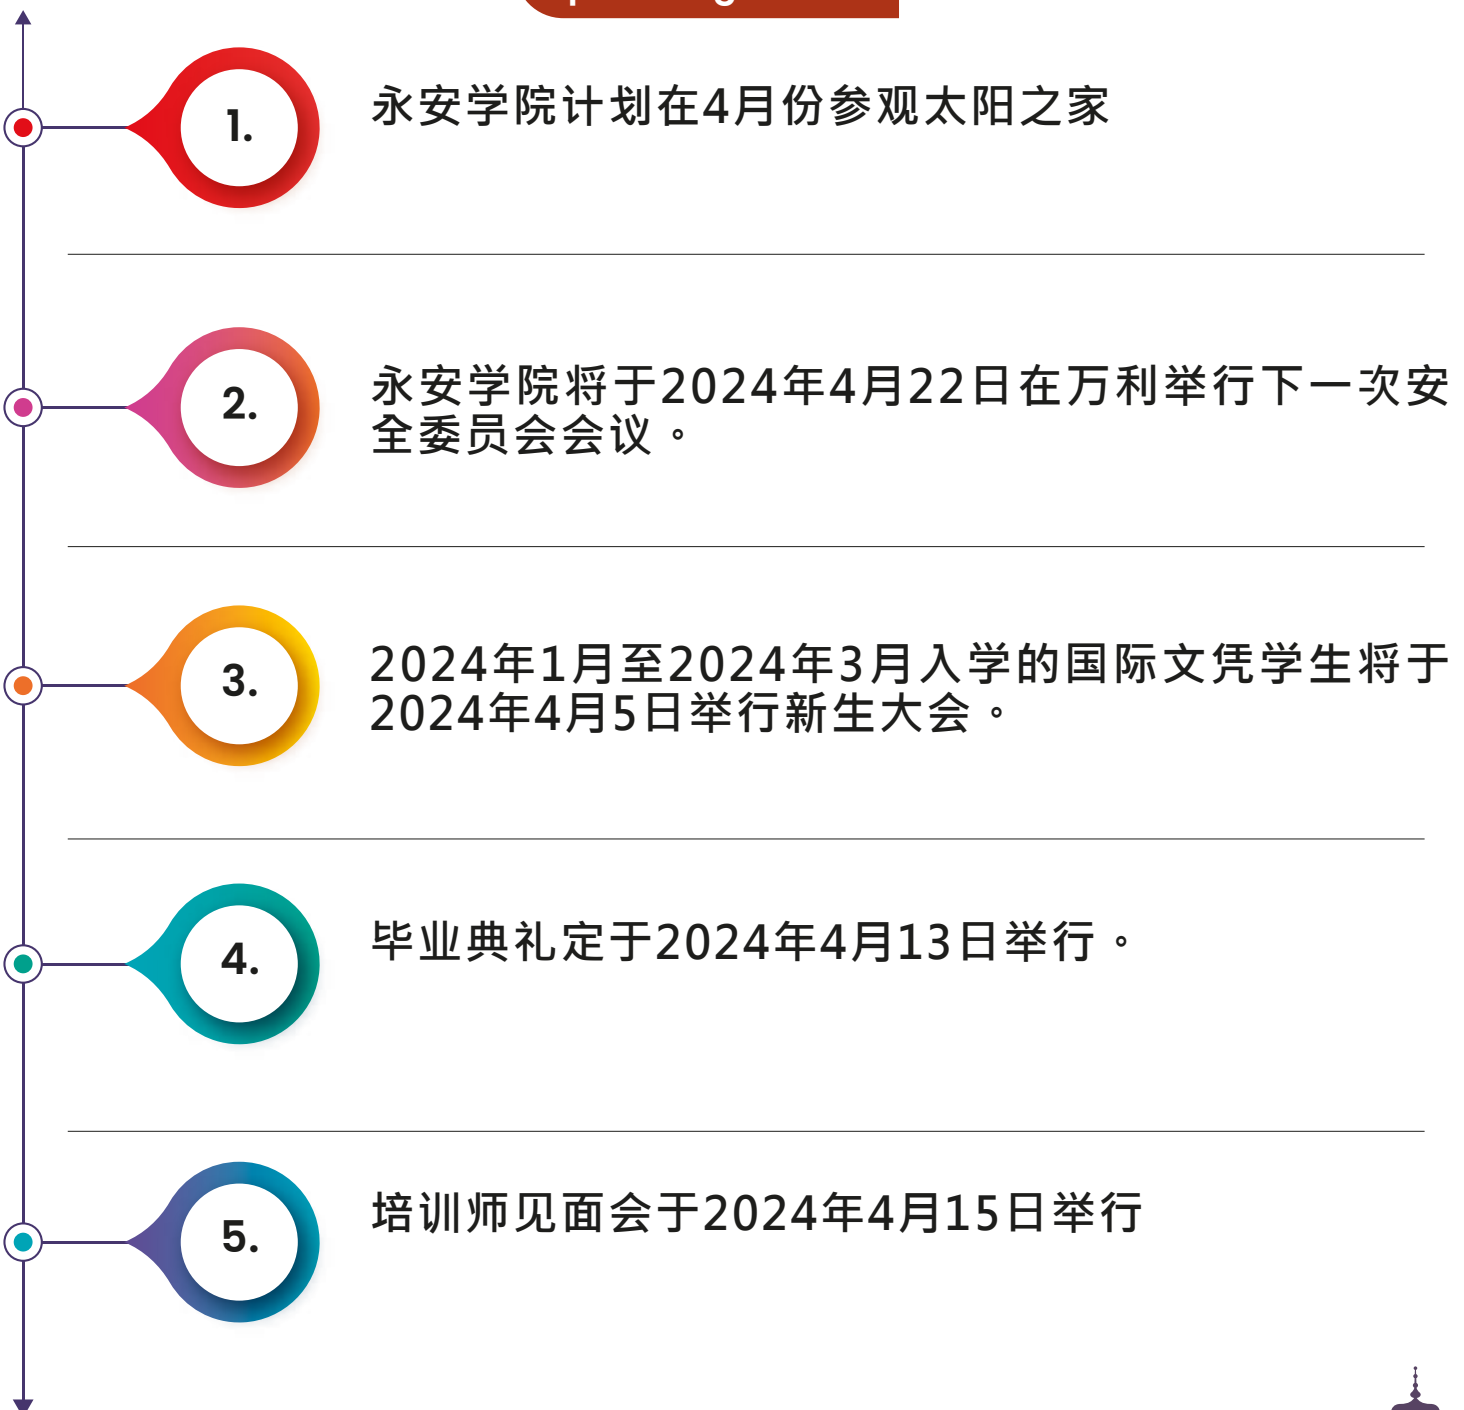 1.
永安学院计划在4月份参观太阳之家
2.
永安学院将于2024年4月22日在万利举行下一次安
全委员会会议。
3.
2024年1月至2024年3月入学的国际文凭学生将于
2024年4月5日举行新生大会。
4.
毕业典礼定于2024年4月13日举行。
5.
培训师见面会于2024年4月15日举行